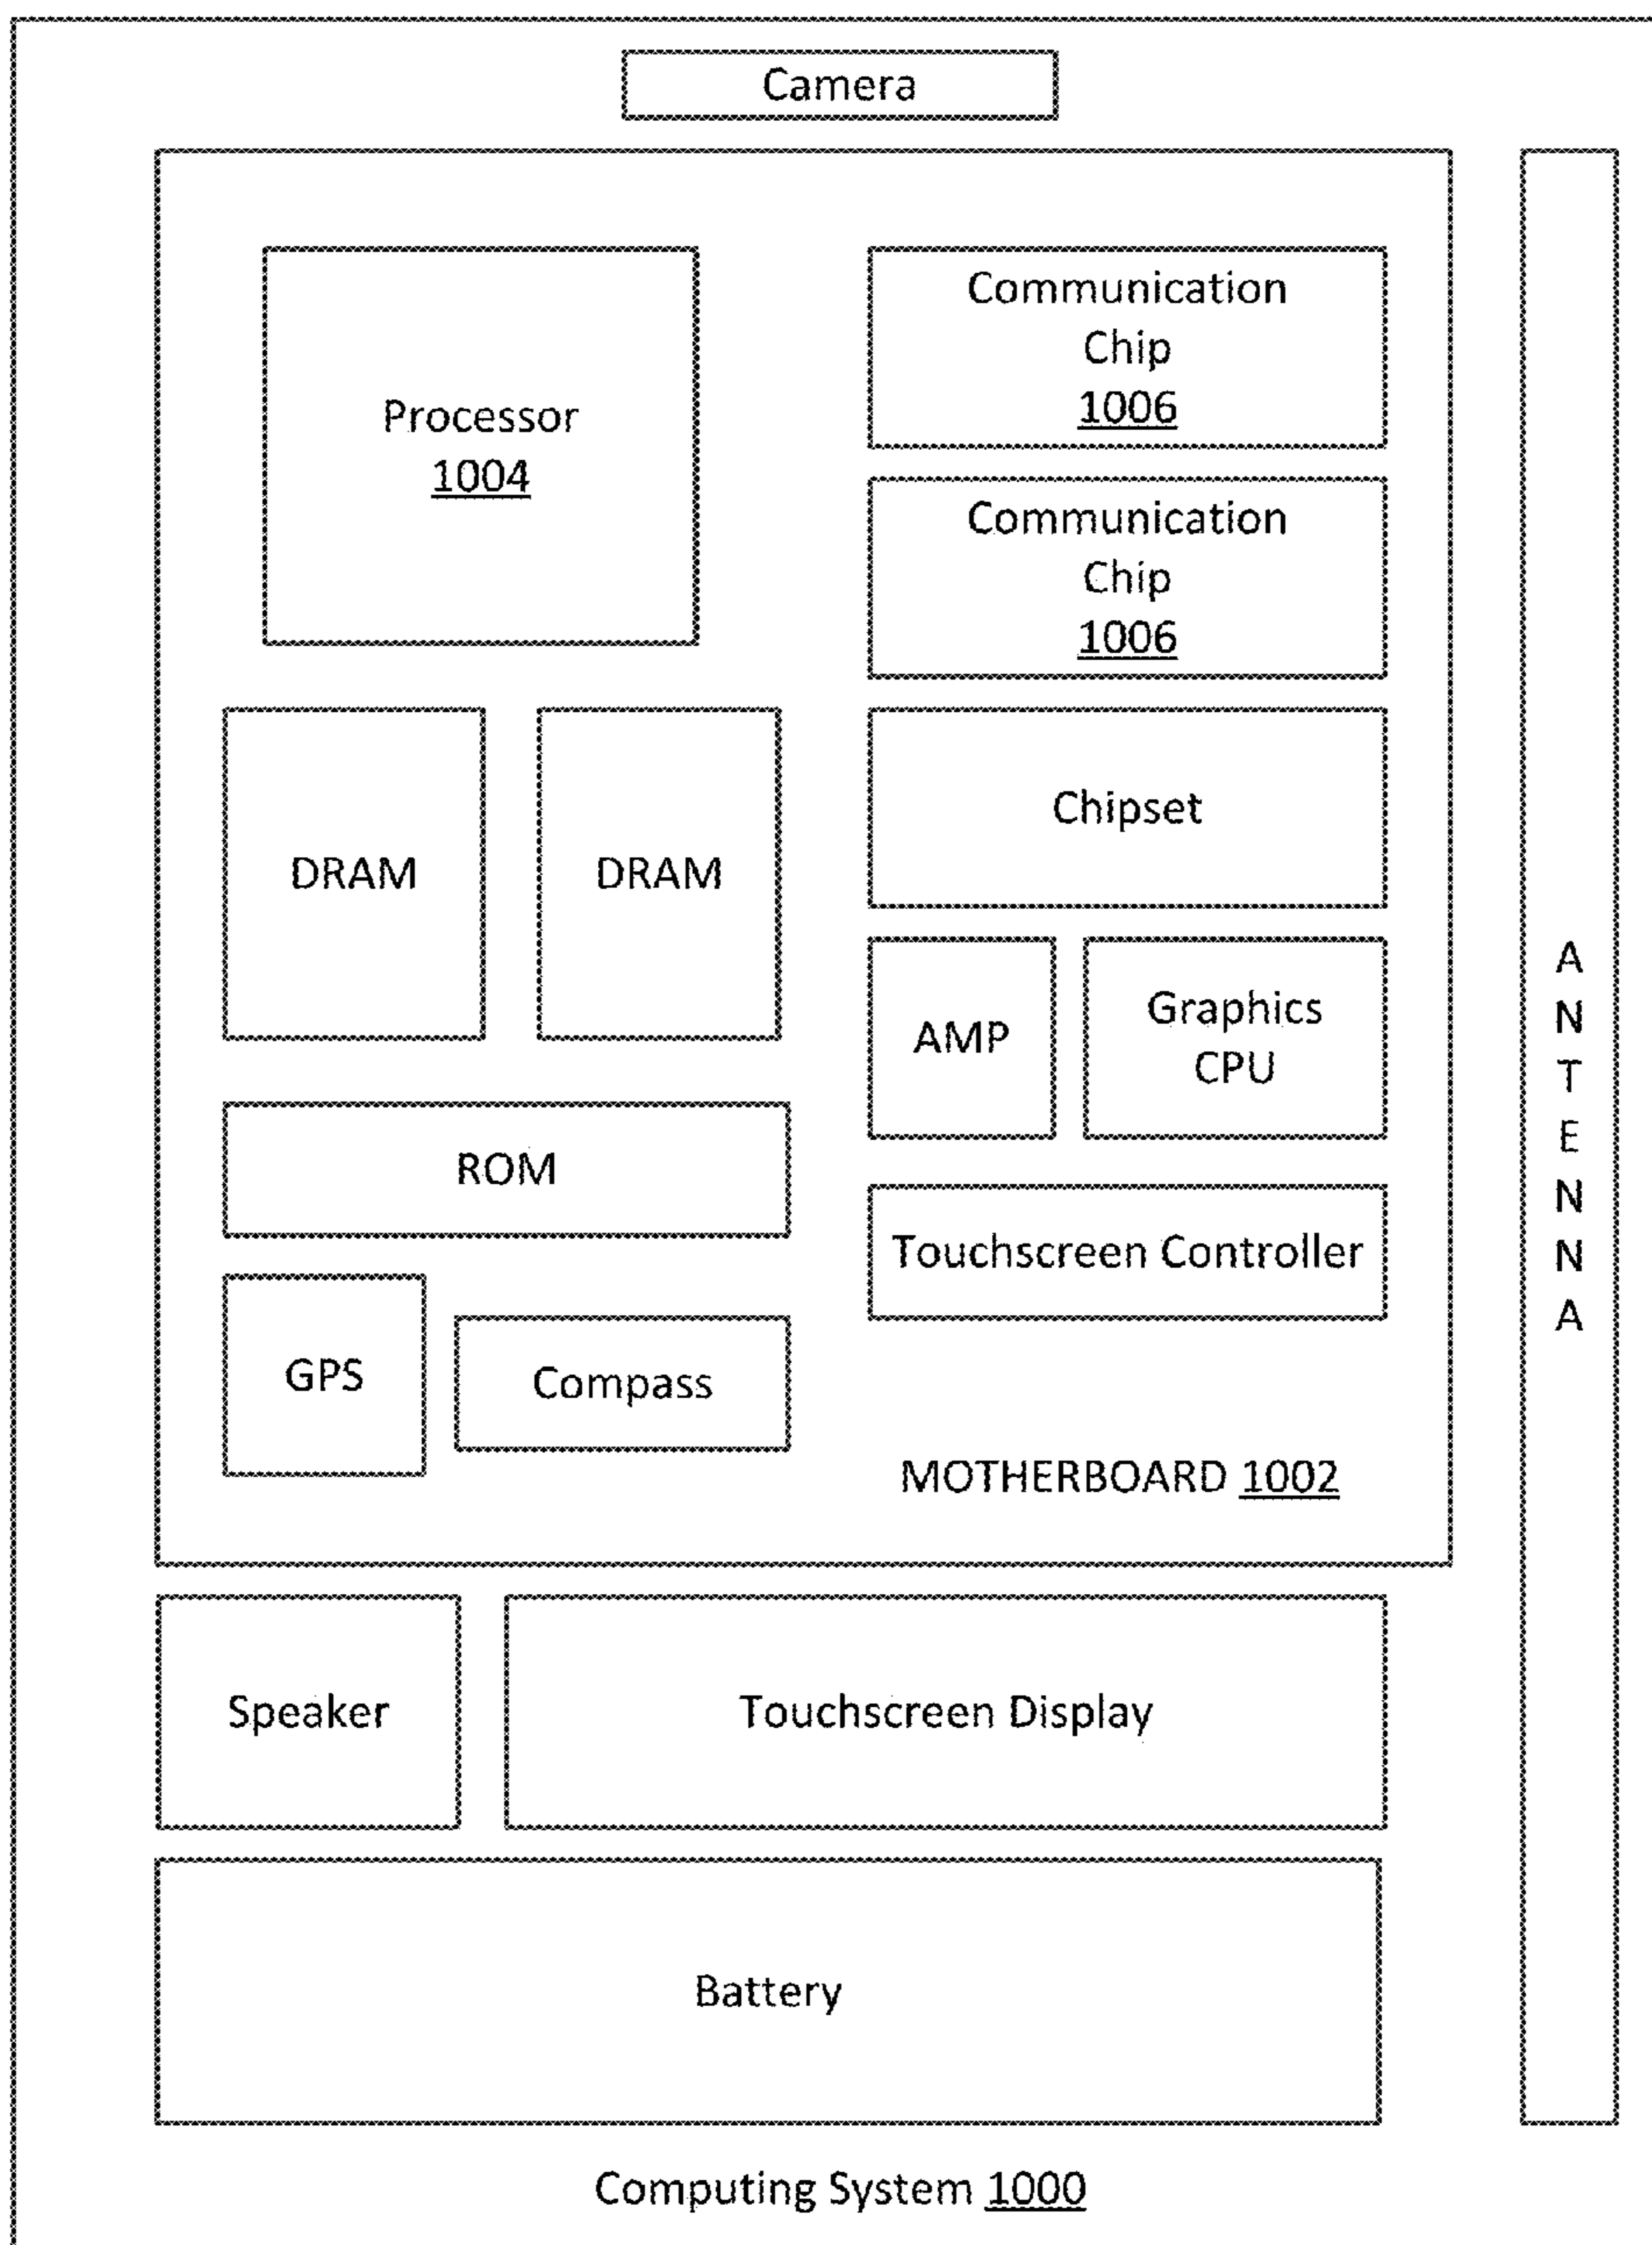 Camera
Processor
1004
Communication
Chip
1006
Communication
Chip
1006
DRAM
DRAM
Chipset
AMP
Graphics
CPU
ROM
Touchscreen Controller
GPS
Compass
MOTHERBOARD 1002
A
N
T
E
N
N
A
Speaker
Touchscreen Display
Battery
Computing System 1000